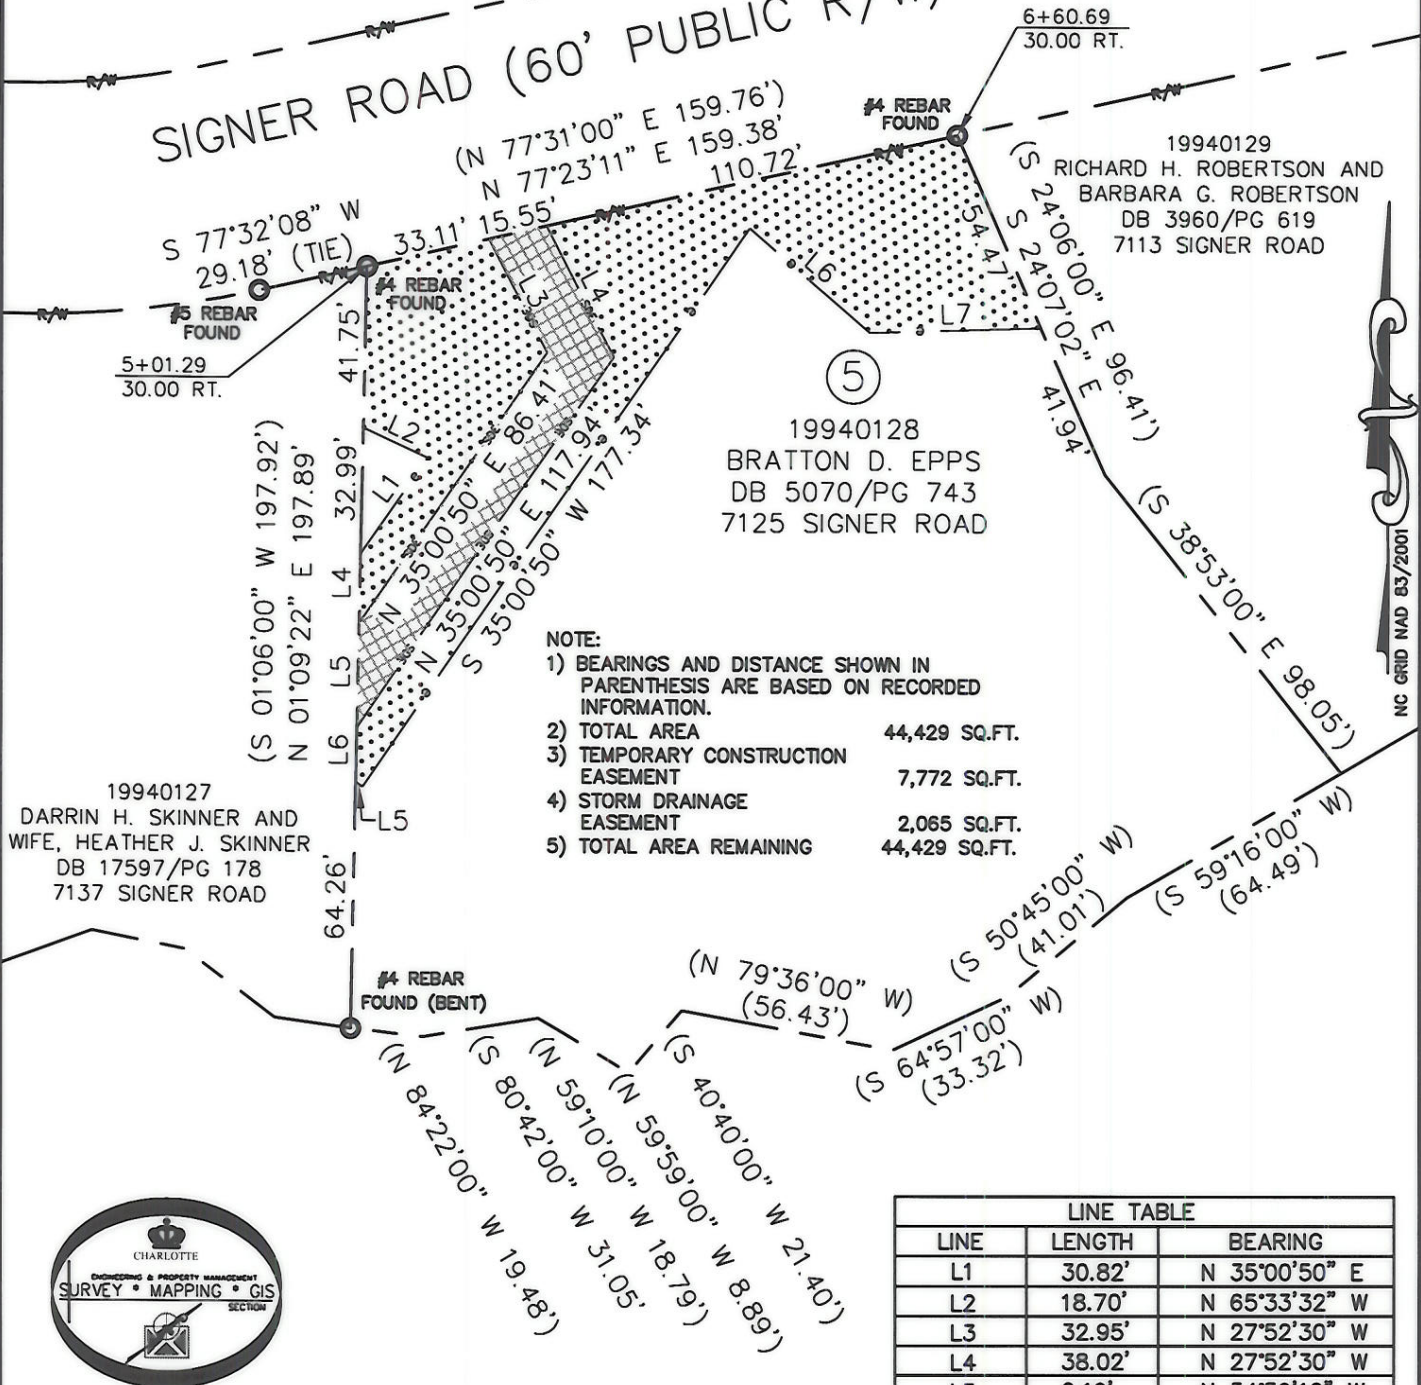 R/W
R/W
SIGNER ROAD (60' PUBLIC R/W)
6+60.69
30.00 RT.
#4 REBAR
FOUND
R/W
R/W
R/W
(N 77°31'00" E 159.76')
N 77°23'11" E 159.38'
33.11' 15.55' 110.72'
S 77°32'08" W
29.18' (TIE)
R/W
R/W
#5 REBAR
FOUND
#4 REBAR
FOUND
5+01.29
30.00 RT.
19940129
RICHARD H. ROBERTSON AND
BARBARA G. ROBERTSON
DB 3960/PG 619
7113 SIGNER ROAD
(S 24°06'00" E 96.41')
S 24°07'02" E
54.47'
41.94'
L3
L4
L6
L7
41.75'
L2
L1
32.99'
L4
L5
L6
(S 01°06'00" W 197.92')
N 01°09'22" E 197.89'
N 35°00'50" E 86.41
N 35°00'50" E 117.94
S 35°00'50" W 177.34'
SDE
SDE
SDE
SDE
SDE
SDE
SDE
5
19940128
BRATTON D. EPPS
DB 5070/PG 743
7125 SIGNER ROAD
(S 38°53'00" E 98.05')
NC GRID NAD 83/2001
NOTE:
1) BEARINGS AND DISTANCE SHOWN IN
PARENTHESIS ARE BASED ON RECORDED
INFORMATION.
2) TOTAL AREA 44,429 SQ.FT.
3) TEMPORARY CONSTRUCTION
EASEMENT 7,772 SQ.FT.
4) STORM DRAINAGE
EASEMENT 2,065 SQ.FT.
5) TOTAL AREA REMAINING 44,429 SQ.FT.
19940127
DARRIN H. SKINNER AND
WIFE, HEATHER J. SKINNER
DB 17597/PG 178
7137 SIGNER ROAD
L5
64.26'
#4 REBAR
FOUND (BENT)
(S 59°16'00" W)
(64.49')
(S 50°45'00" W)
(41.01')
(S 64°57'00" W)
(33.32')
(N 79°36'00" W)
(56.43')
(N 84°22'00" W 19.48')
(S 80°42'00" W 31.05'
(N 59°10'00" W 18.79')
(N 59°59'00" W 8.89')
(S 40°40'00" W 21.40')
CHARLOTTE
ENGINEERING & PROPERTY MANAGEMENT
SURVEY • MAPPING • GIS
SECTION
LINE TABLE
LINE LENGTH BEARING
L1 30.82' N 35°00'50" E
L2 18.70' N 65°33'32" W
L3 32.95' N 27°52'30" W
L4 38.02' N 27°52'30" W